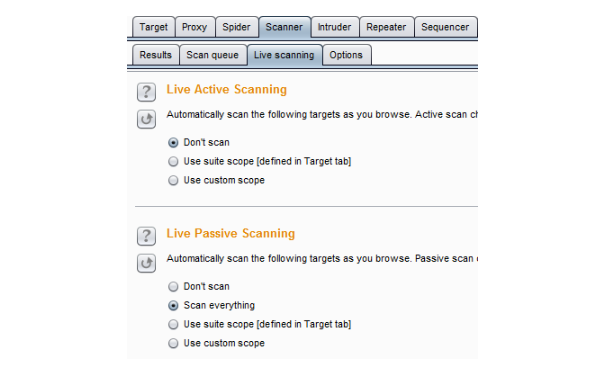 Target Proxy Spider Scanner Intruder Repeater Sequencer
Results Scan queue Live scanning Options
? Live Active Scanning
Automatically scan the following targets as you browse. Active scan ch
Don't scan
Use suite scope [defined in Target tab]
Use custom scope
? Live Passive Scanning
Automatically scan the following targets as you browse. Passive scan
Don't scan
Scan everything
Use suite scope [defined in Target tab]
Use custom scope